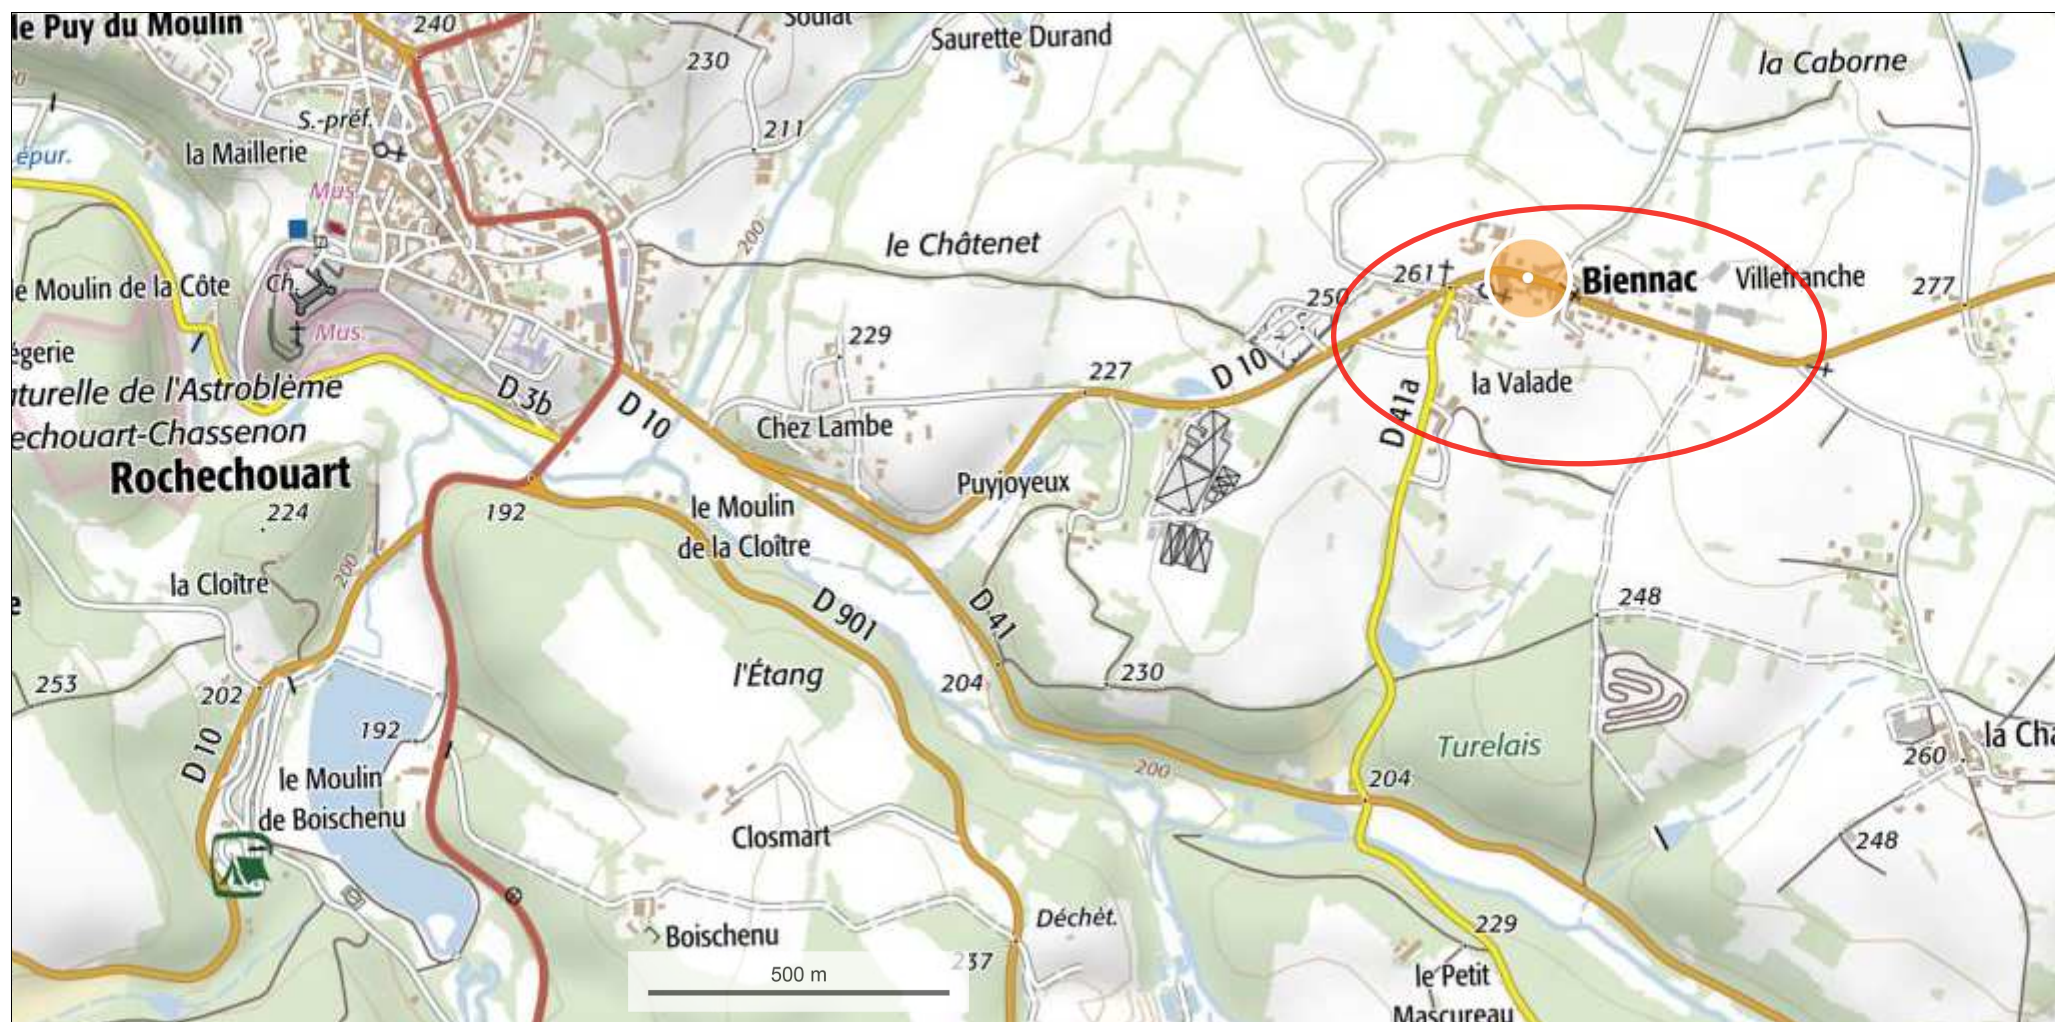 le Puy du Moulin
240
Soulat
Saurette Durand
230
la Caborne
S.-préf.
211
la Maillerie
épur.
Mus.
200
le Châtenet
261
Biennac
Villefranche
277
250
le Moulin de la Côte
Ch.
Mus.
229
227
D 10
la Valade
D 3b
D 10
D 41a
égerie
aturelle de l'Astroblème
echouart-Chassenon
Chez Lambe
Rochechouart
Puyjoyeux
224
192
le Moulin
de la Cloître
200
la Cloître
D 901
D 41
248
e
l'Étang
253
202
204
230
192
D 10
Turelais
200
204
260
la Cha
le Moulin
de Boischenu
Closmart
248
Boischenu
Déchèt.
229
237
500 m
le Petit
Mascureau